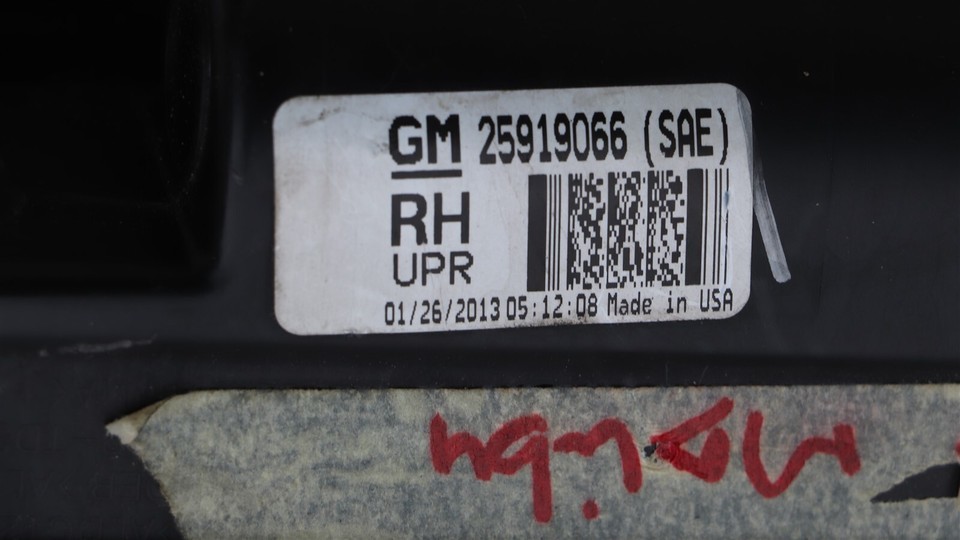 GM 25919066 (SAE)
RH
UPR
01/26/2013 05:12:08 Made in USA